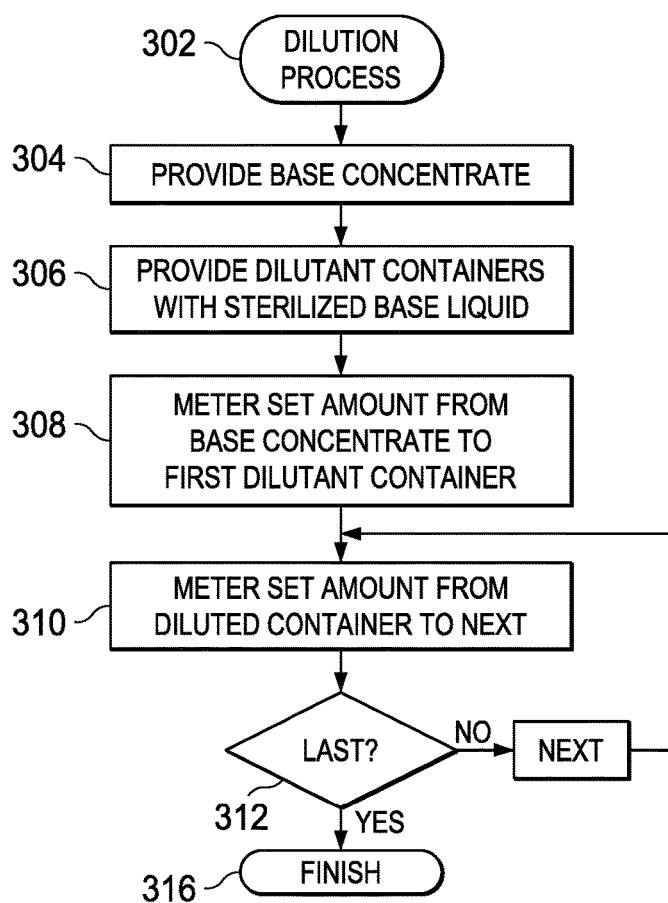 302
DILUTION
PROCESS
304
PROVIDE BASE CONCENTRATE
306
PROVIDE DILUTANT CONTAINERS
WITH STERILIZED BASE LIQUID
308
METER SET AMOUNT FROM
BASE CONCENTRATE TO
FIRST DILUTANT CONTAINER
310
METER SET AMOUNT FROM
DILUTED CONTAINER TO NEXT
LAST?
NO
NEXT
312
YES
316
FINISH